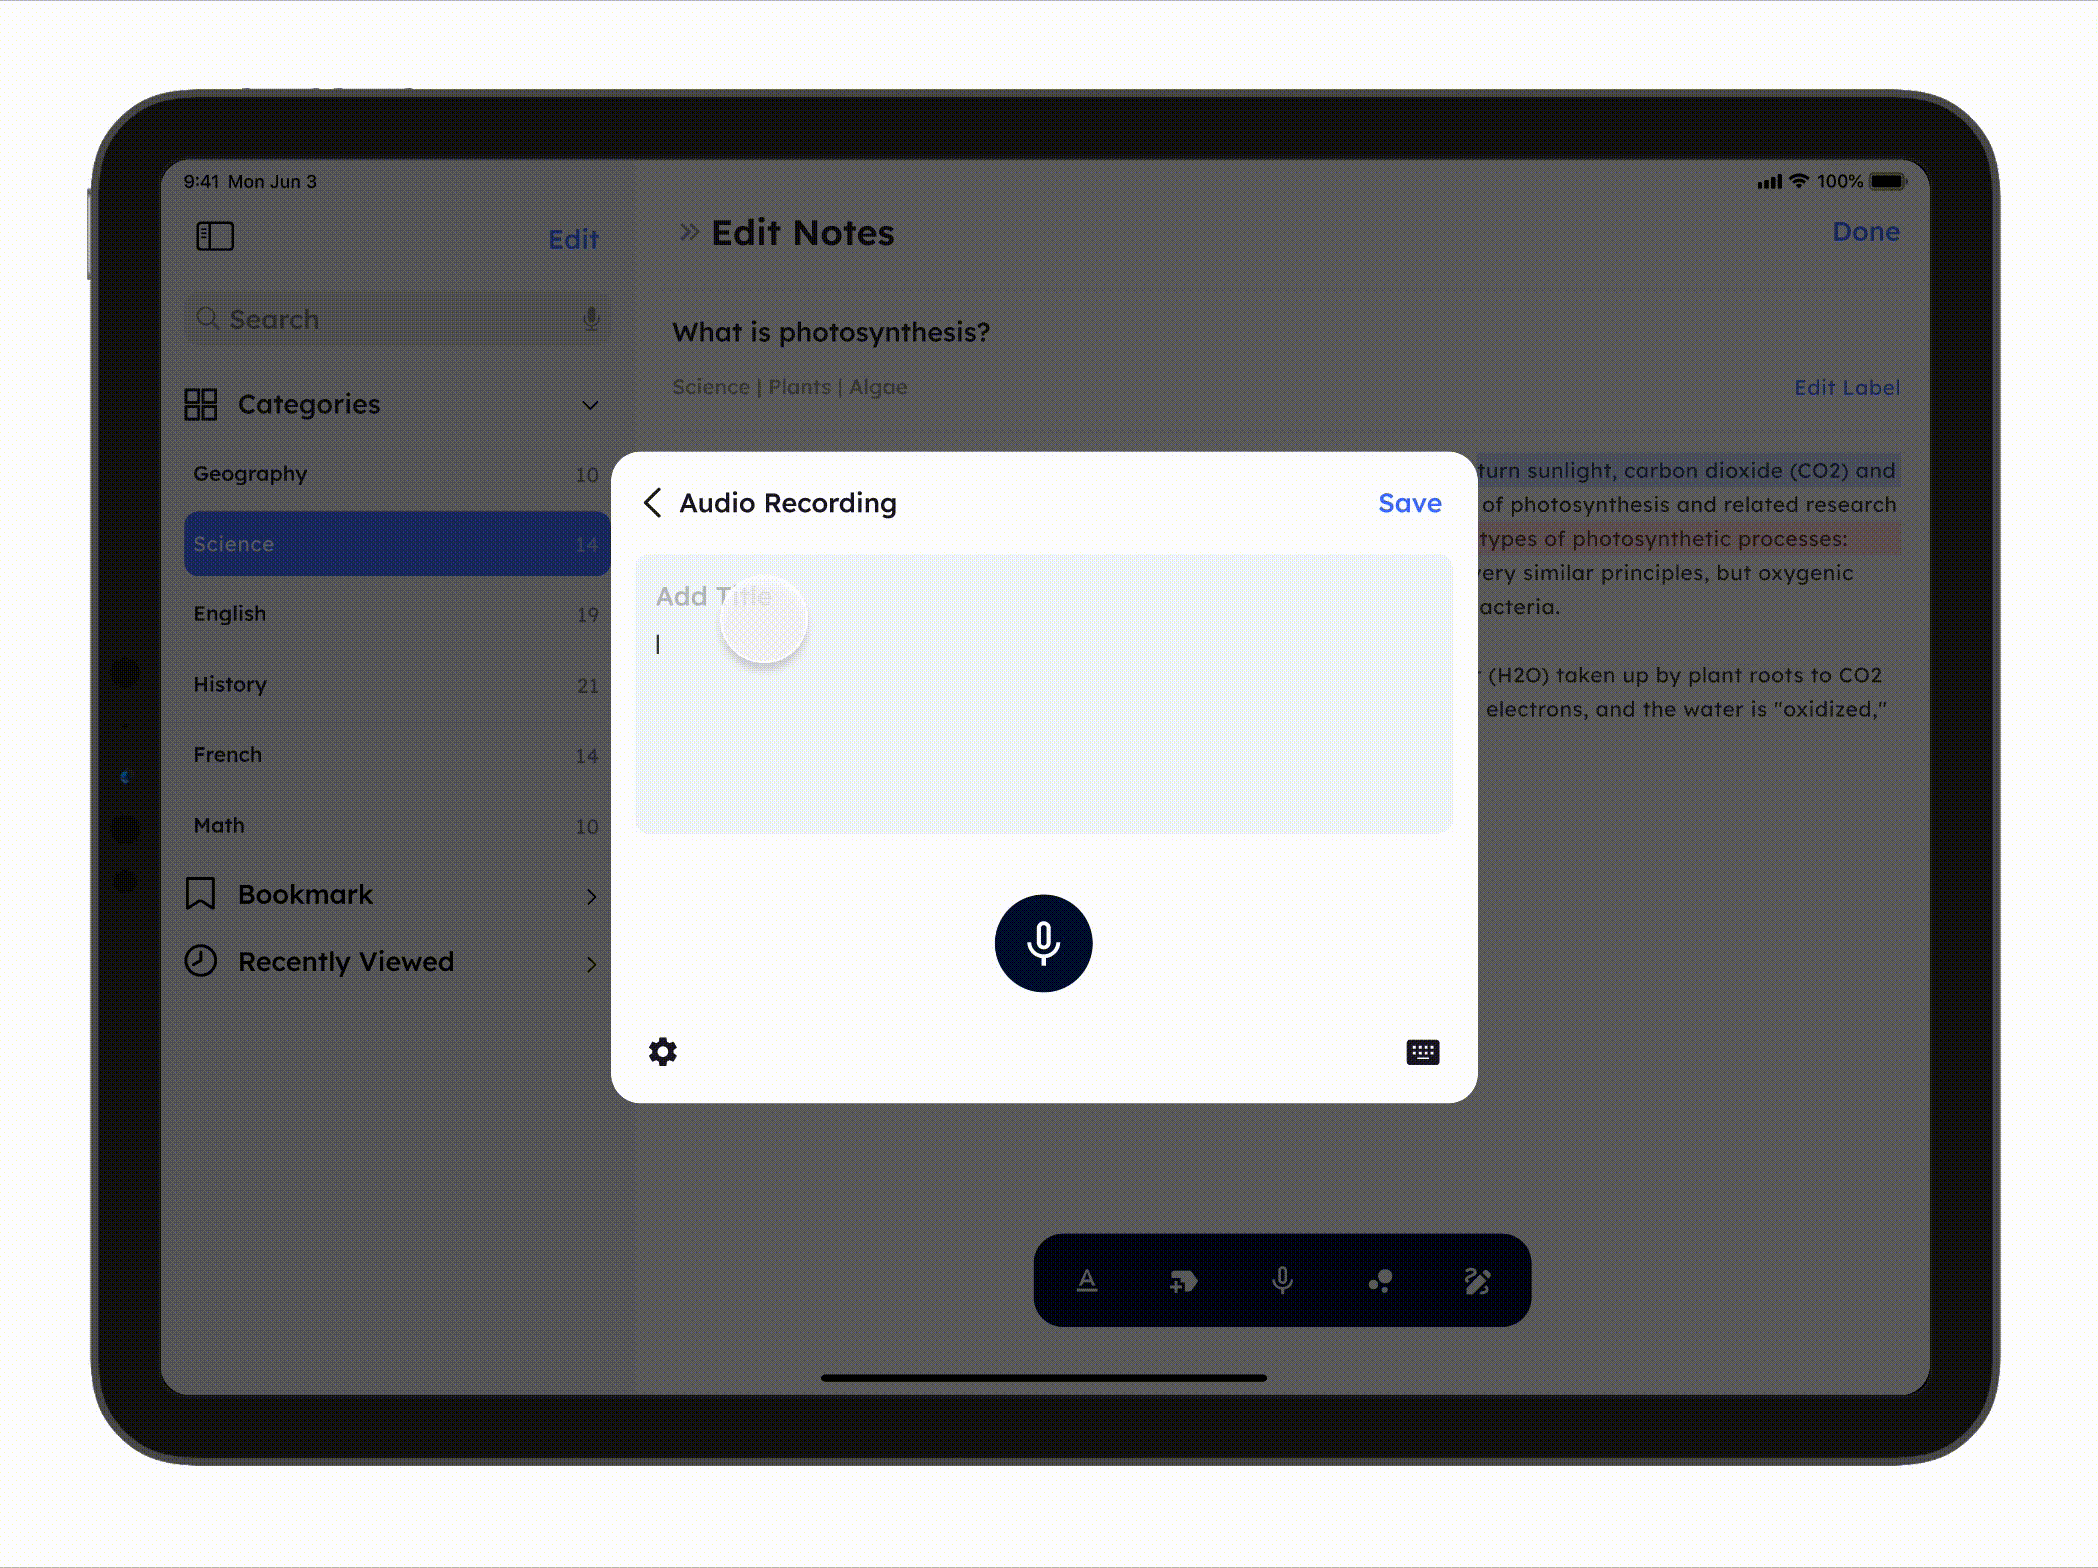 9:41 Mon Jun 3
100%
Edit
Search
Categories
Geography 10
Science 14
English 19
History 21
French 14
Math 10
Bookmark
Recently Viewed
Edit Notes
Done
What is photosynthesis?
Science | Plants | Algae
Edit Label
turn sunlight, carbon dioxide (CO2) and
of photosynthesis and related research
types of photosynthetic processes:
very similar principles, but oxygenic
acteria.
(H2O) taken up by plant roots to CO2
electrons, and the water is "oxidized,"
Audio Recording
Save
Add Title
A